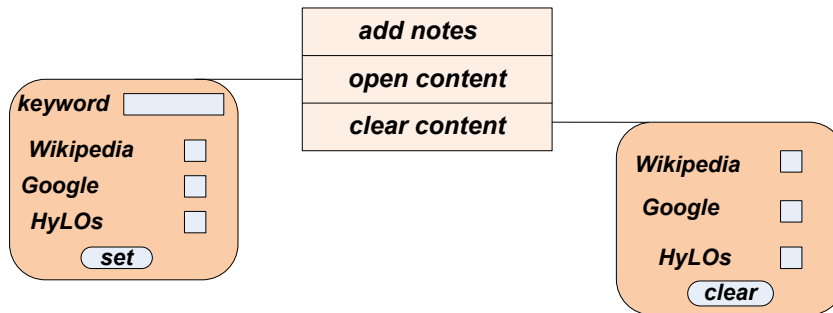 add notes
open content
clear content
keyword
Wikipedia
Google
HyLOs
set
Wikipedia
Google
HyLOs
clear